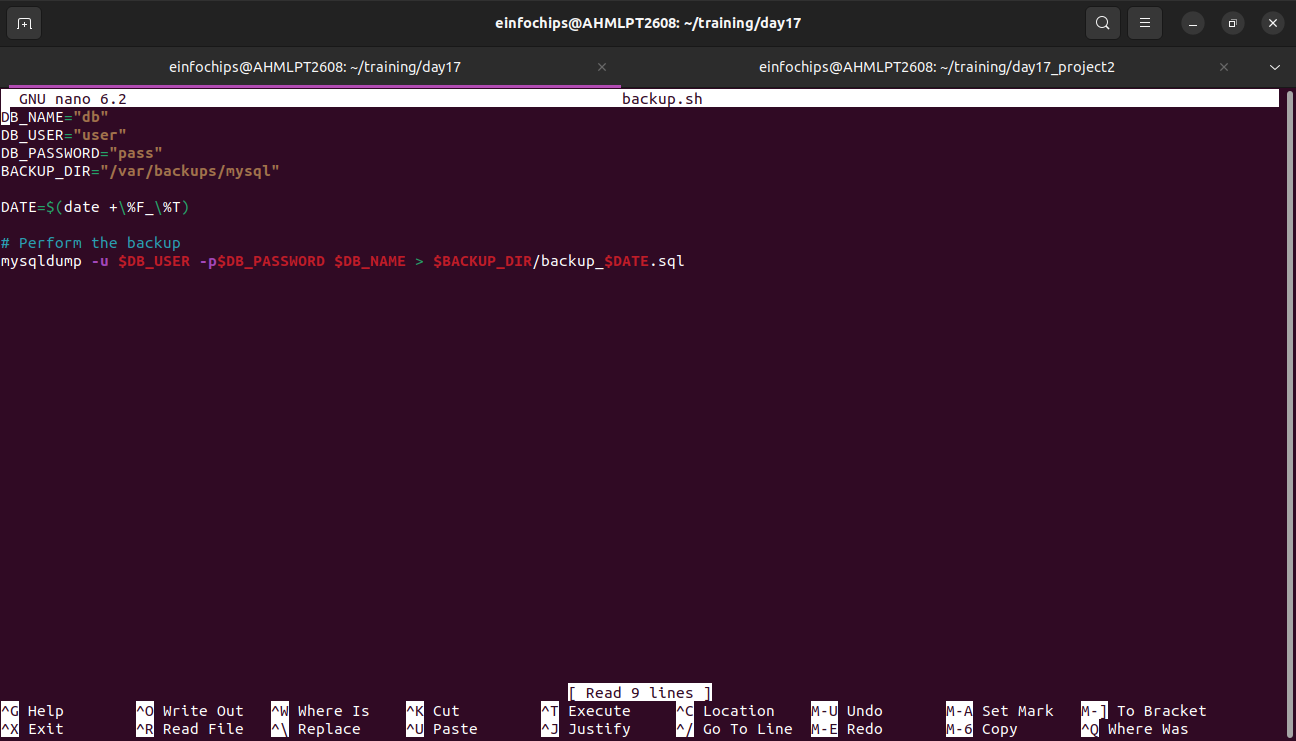 einfochips@AHMLPT2608: ~/training/day17
einfochips@AHMLPT2608: ~/training/day17 × einfochips@AHMLPT2608: ~/training/day17_project2 ×
GNU nano 6.2 backup.sh
DB_NAME="db"
DB_USER="user"
DB_PASSWORD="pass"
BACKUP_DIR="/var/backups/mysql"
DATE=$(date +\%F_\%T)
# Perform the backup
mysqldump -u $DB_USER -p$DB_PASSWORD $DB_NAME > $BACKUP_DIR/backup_$DATE.sql
[ Read 9 lines ]
^G Help ^O Write Out ^W Where Is ^K Cut ^T Execute ^C Location M-U Undo M-A Set Mark M-] To Bracket
^X Exit ^R Read File ^\ Replace ^U Paste ^J Justify ^/ Go To Line M-E Redo M-6 Copy ^Q Where Was